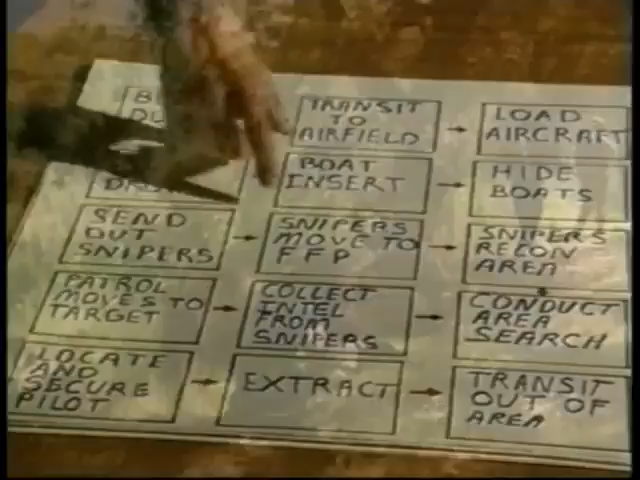 TRANSIT
TO
AIRFIELD
LOAD
AIRCRAFT
BOAT
INSERT
HIDE
BOATS
SEND
OUT
SNIPERS
SNIPERS
MOVE TO
FFP
SNIPERS
RECON
AREA
PATROL
MOVES TO
TARGET
COLLECT
INTEL
FROM
SNIPERS
CONDUCT
AREA
SEARCH
LOCATE
AND
SECURE
PILOT
EXTRACT
TRANSIT
OUT OF
AREA